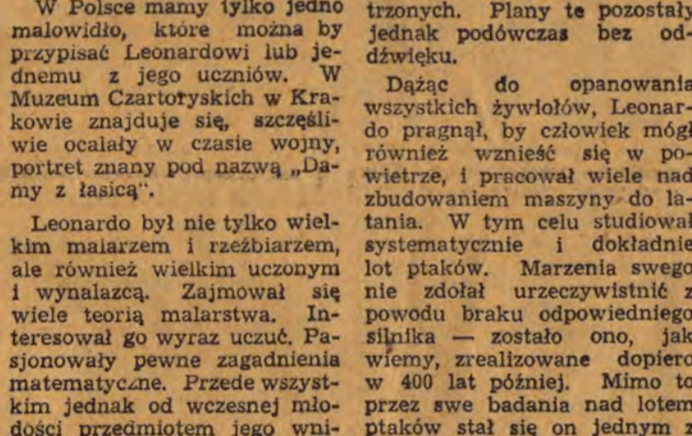 W Polsce mamy tylko jedno
malowidło, które można by
przypisać Leonardowi lub je-
dnemu z jego uczniów. W
Muzeum Czartoryskich w Kra-
kowie znajduje się, szczęśli-
wie ocalały w czasie wojny,
portret znany pod nazwą „Da-
my z łasicą“.
Leonardo był nie tylko wiel-
kim malarzem i rzeźbiarzem,
ale również wielkim uczonym
i wynalazcą. Zajmował się
wiele teorią malarstwa. In-
teresował go wyraz uczuć. Pa-
sjonowały pewne zagadnienia
matematyczne. Przede wszyst-
kim jednak od wczesnej mło-
dości przedmiotem jego wni-
trzonych. Plany te pozostały
jednak podówczas bez od-
dźwięku.
Dążąc do opanowania
wszystkich żywiołów, Leonar-
do pragnął, by człowiek mógł
również wznieść się w po-
wietrze, i pracował wiele nad
zbudowaniem maszyny do la-
tania. W tym celu studiował
systematycznie i dokładnie
lot ptaków. Marzenia swego
nie zdołał urzeczywistnić z
powodu braku odpowiedniego
silnika — zostało ono, jak
wiemy, zrealizowane dopiero
w 400 lat później. Mimo to
przez swe badania nad lotem
ptaków stał się on jednym z